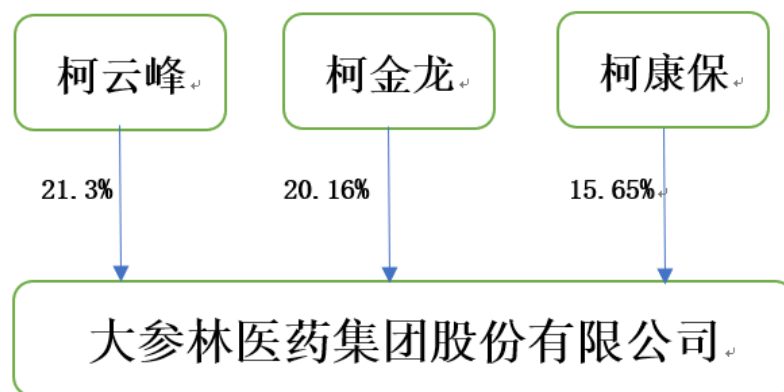 柯云峰
柯金龙
柯康保
21.3%
20.16%
15.65%
大参林医药集团股份有限公司